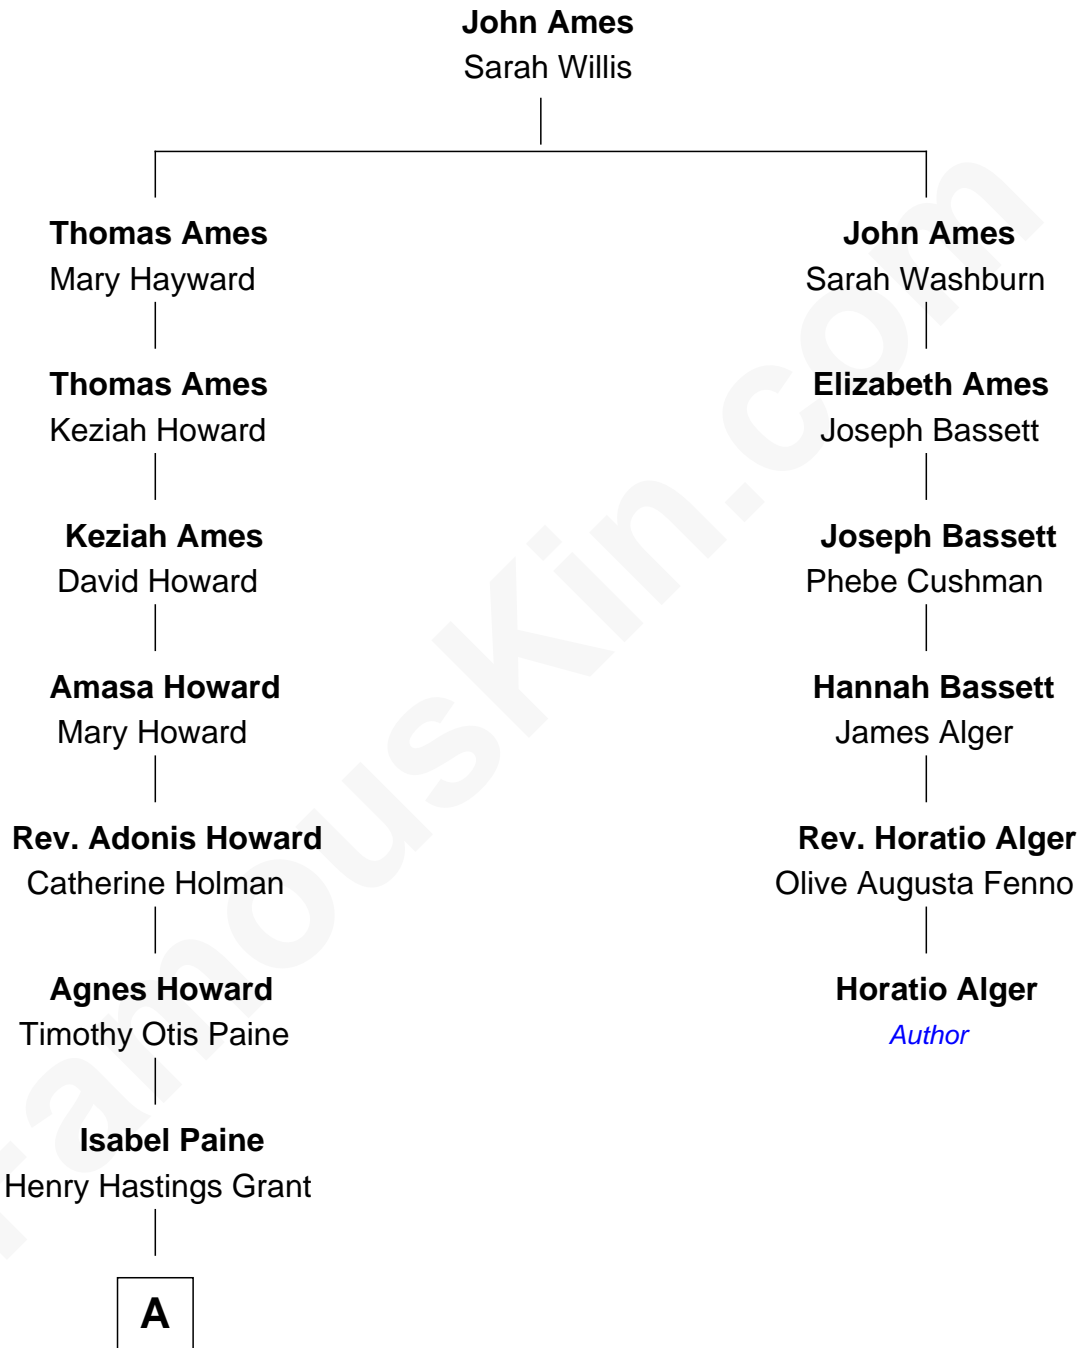 John Ames
Sarah Willis
Thomas Ames
Mary Hayward
John Ames
Sarah Washburn
Thomas Ames
Keziah Howard
Elizabeth Ames
Joseph Bassett
Keziah Ames
David Howard
Joseph Bassett
Phebe Cushman
Amasa Howard
Mary Howard
Hannah Bassett
James Alger
Rev. Adonis Howard
Catherine Holman
Rev. Horatio Alger
Olive Augusta Fenno
Agnes Howard
Timothy Otis Paine
Horatio Alger
Author
Isabel Paine
Henry Hastings Grant
A
FamousKin.com